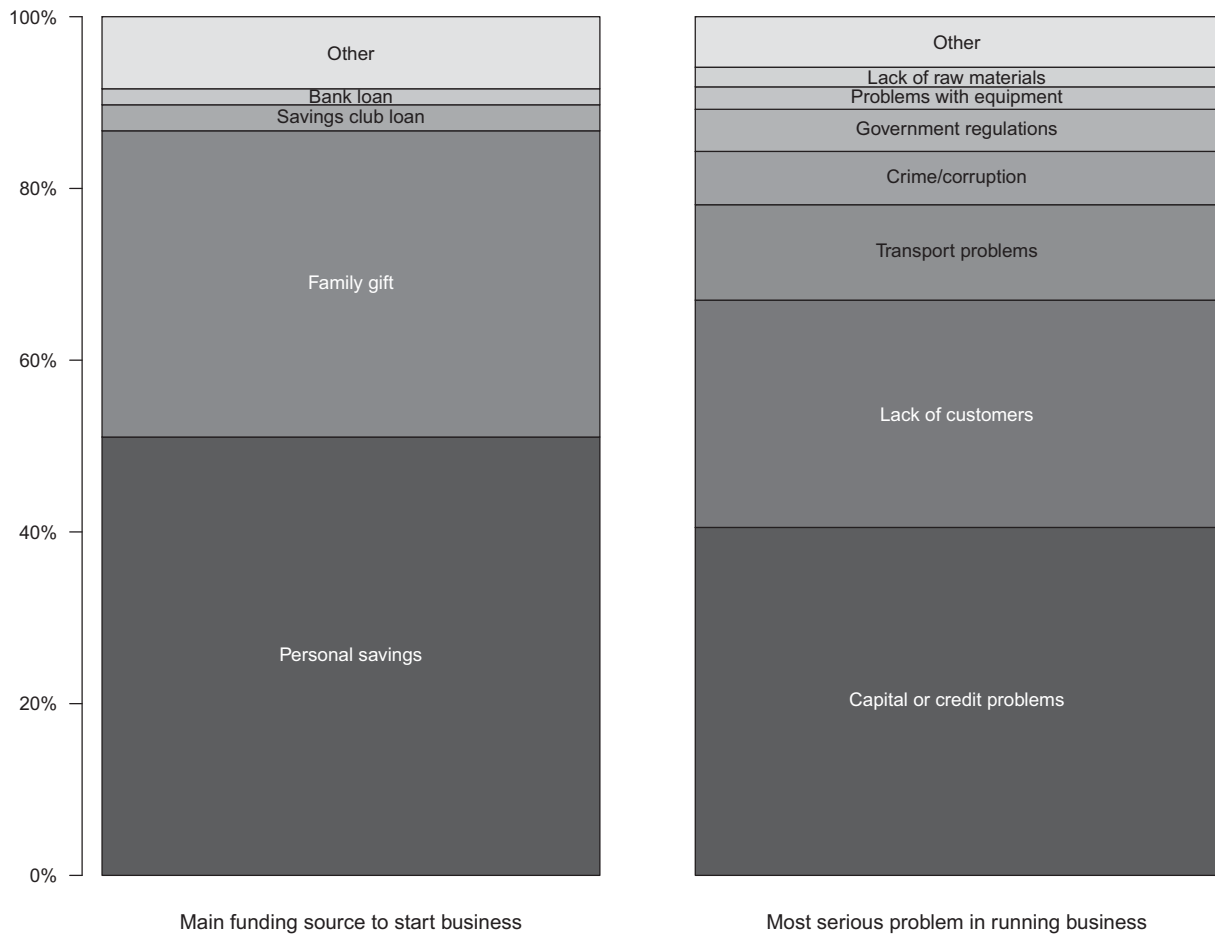 100%
80%
60%
40%
20%
0%
Other
Bank loan
Savings club loan
Family gift
Personal savings
Main funding source to start business
Other
Lack of raw materials
Problems with equipment
Government regulations
Crime/corruption
Transport problems
Lack of customers
Capital or credit problems
Most serious problem in running business